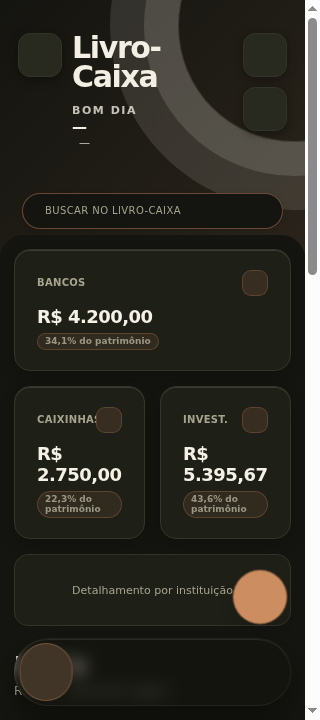 Livro-
Caixa
BOM DIA
—
—
BUSCAR NO LIVRO-CAIXA
BANCOS
R$ 4.200,00
34,1% do patrimônio
CAIXINHAS
INVEST.
R$
2.750,00
R$
5.395,67
22,3% do
patrimônio
43,6% do
patrimônio
Detalhamento por instituição